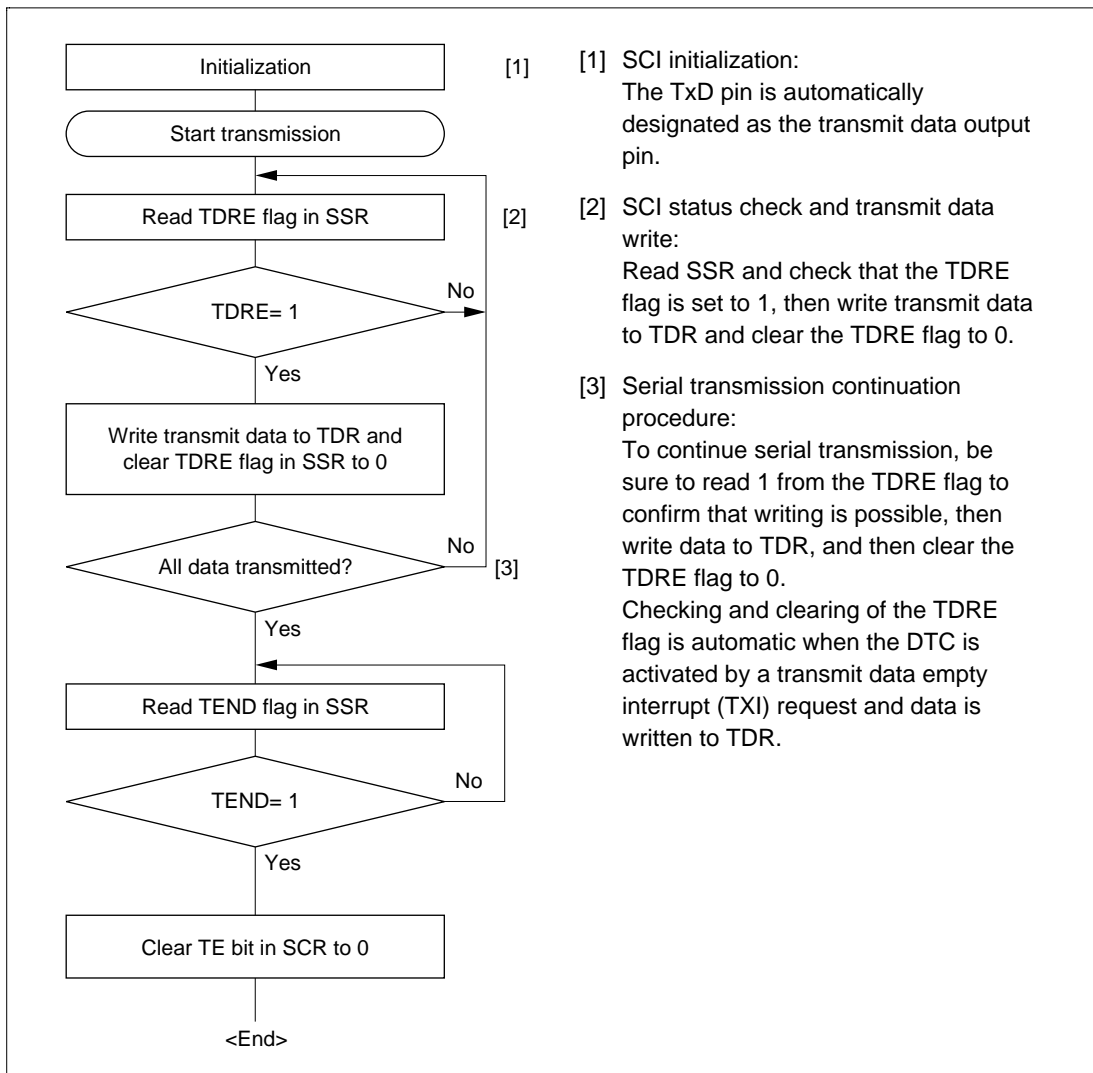 Initialization
[1]
Start transmission
Read TDRE flag in SSR
[2]
TDRE= 1
No
Yes
Write transmit data to TDR and
clear TDRE flag in SSR to 0
All data transmitted?
No
[3]
Yes
Read TEND flag in SSR
TEND= 1
No
Yes
Clear TE bit in SCR to 0
<End>
[1] SCI initialization:
The TxD pin is automatically
designated as the transmit data output
pin.
[2] SCI status check and transmit data
write:
Read SSR and check that the TDRE
flag is set to 1, then write transmit data
to TDR and clear the TDRE flag to 0.
[3] Serial transmission continuation
procedure:
To continue serial transmission, be
sure to read 1 from the TDRE flag to
confirm that writing is possible, then
write data to TDR, and then clear the
TDRE flag to 0.
Checking and clearing of the TDRE
flag is automatic when the DTC is
activated by a transmit data empty
interrupt (TXI) request and data is
written to TDR.